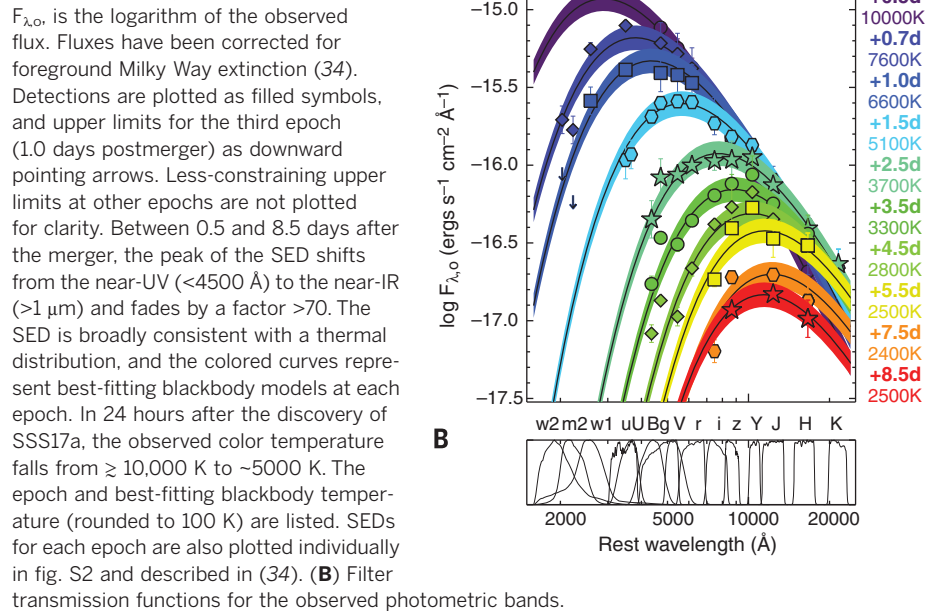 F_λ,o, is the logarithm of the observed
flux. Fluxes have been corrected for
foreground Milky Way extinction (34).
Detections are plotted as filled symbols,
and upper limits for the third epoch
(1.0 days postmerger) as downward
pointing arrows. Less-constraining upper
limits at other epochs are not plotted
for clarity. Between 0.5 and 8.5 days after
the merger, the peak of the SED shifts
from the near-UV (<4500 Å) to the near-IR
(>1 μm) and fades by a factor >70. The
SED is broadly consistent with a thermal
distribution, and the colored curves repre-
sent best-fitting blackbody models at each
epoch. In 24 hours after the discovery of
SSS17a, the observed color temperature
falls from ≳ 10,000 K to ~5000 K. The
epoch and best-fitting blackbody temper-
ature (rounded to 100 K) are listed. SEDs
for each epoch are also plotted individually
in fig. S2 and described in (34). (B) Filter
transmission functions for the observed photometric bands.
log F_λ,o (ergs s⁻¹ cm⁻² Å⁻¹)
−15.0
−15.5
−16.0
−16.5
−17.0
−17.5
10000K
+0.7d
7600K
+1.0d
6600K
+1.5d
5100K
+2.5d
3700K
+3.5d
3300K
+4.5d
2800K
+5.5d
2500K
+7.5d
2400K
+8.5d
2500K
B
w2 m2 w1 uU Bg V r i z Y J H K
2000 5000 10000 20000
Rest wavelength (Å)